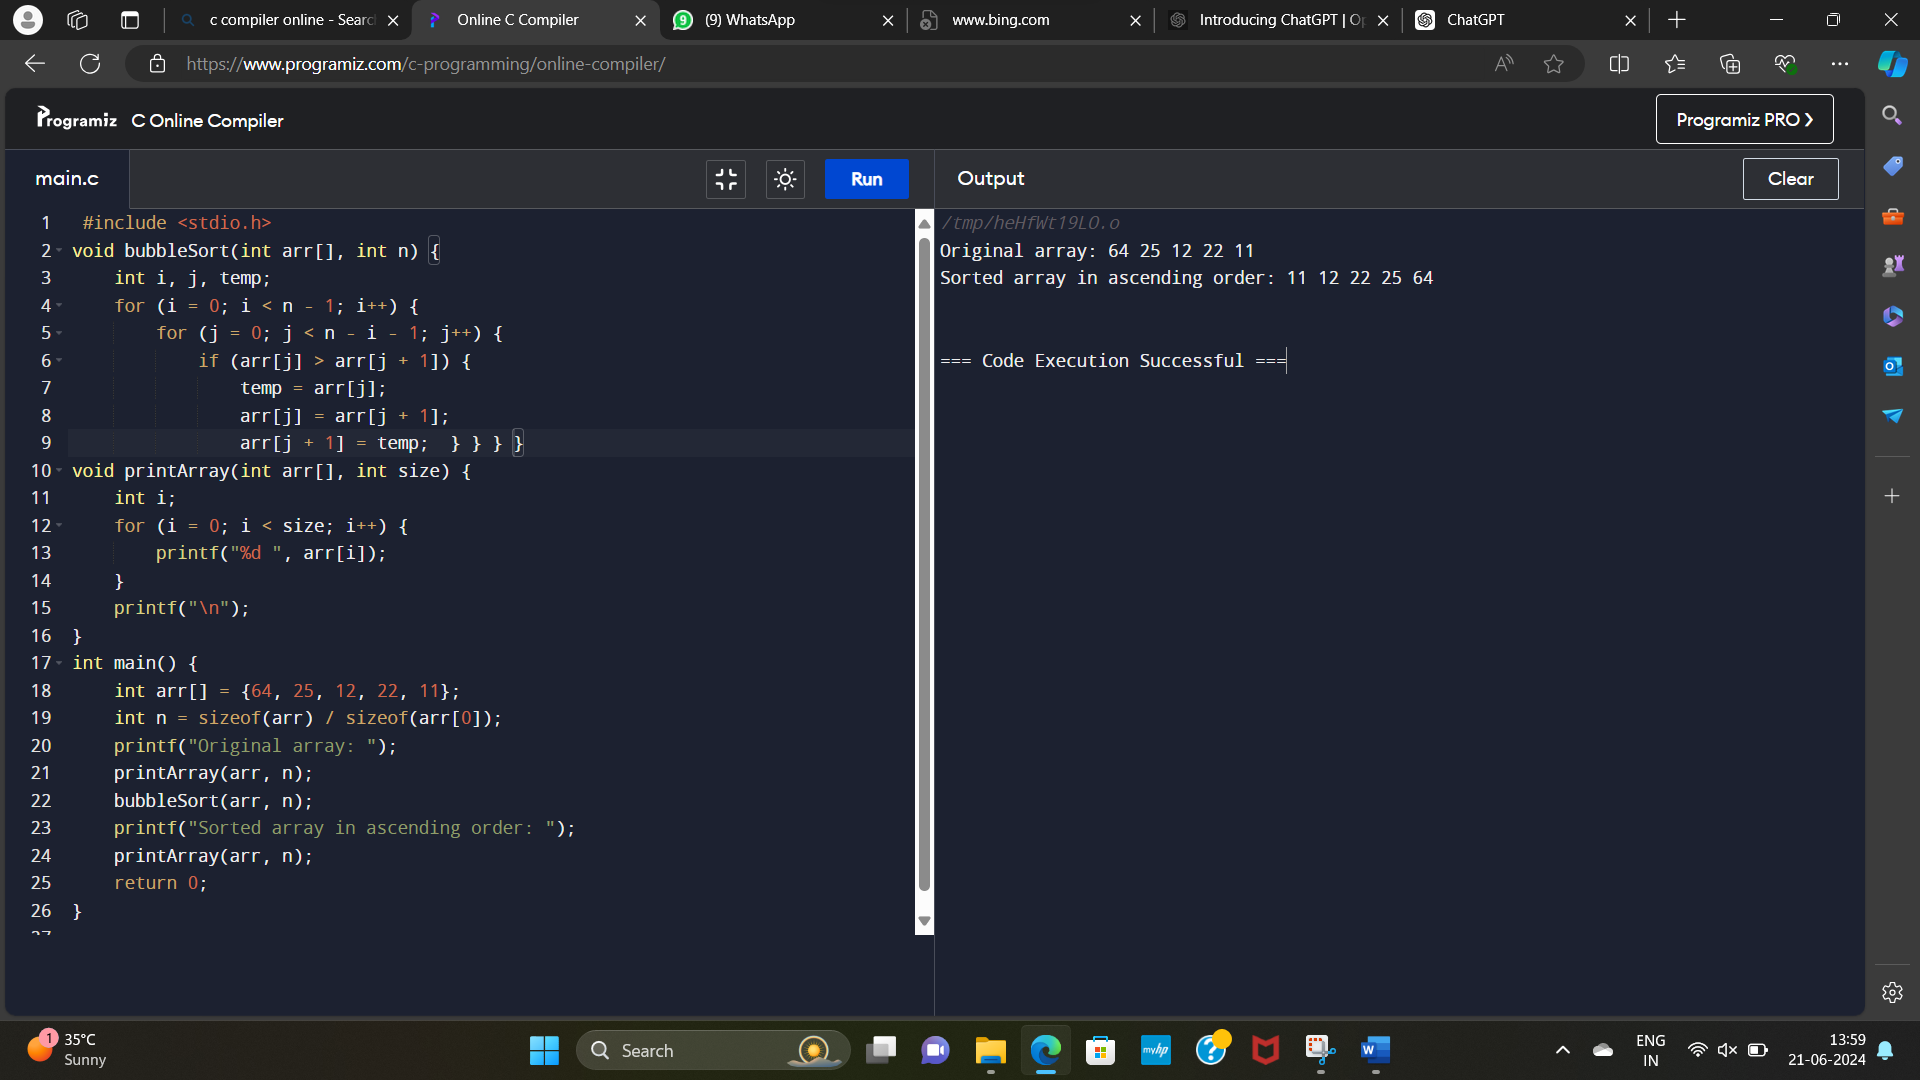 c compiler online - Searc
Online C Compiler
(9) WhatsApp
www.bing.com
Introducing ChatGPT | Op
ChatGPT
https://www.programiz.com/c-programming/online-compiler/
Programiz C Online Compiler
Programiz PRO >
main.c
Run
Output
Clear
1 #include <stdio.h>
2 void bubbleSort(int arr[], int n) {
3 int i, j, temp;
4 for (i = 0; i < n - 1; i++) {
5 for (j = 0; j < n - i - 1; j++) {
6 if (arr[j] > arr[j + 1]) {
7 temp = arr[j];
8 arr[j] = arr[j + 1];
9 arr[j + 1] = temp; } } } }
10 void printArray(int arr[], int size) {
11 int i;
12 for (i = 0; i < size; i++) {
13 printf("%d ", arr[i]);
14 }
15 printf("\n");
16 }
17 int main() {
18 int arr[] = {64, 25, 12, 22, 11};
19 int n = sizeof(arr) / sizeof(arr[0]);
20 printf("Original array: ");
21 printArray(arr, n);
22 bubbleSort(arr, n);
23 printf("Sorted array in ascending order: ");
24 printArray(arr, n);
25 return 0;
26 }
27
/tmp/heHfWt19LO.o
Original array: 64 25 12 22 11
Sorted array in ascending order: 11 12 22 25 64
=== Code Execution Successful ===
1
35°C
Sunny
Search
myhp
ENG
IN
13:59
21-06-2024